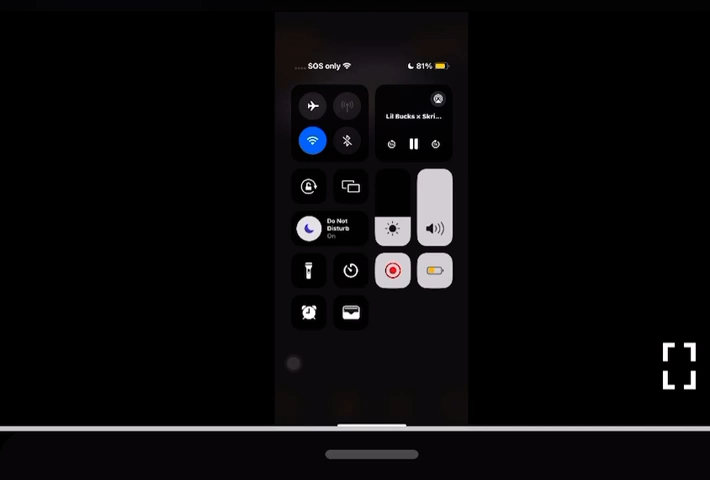 SOS only
81%
Lil Bucks x Skri...
Do Not
Disturb
On